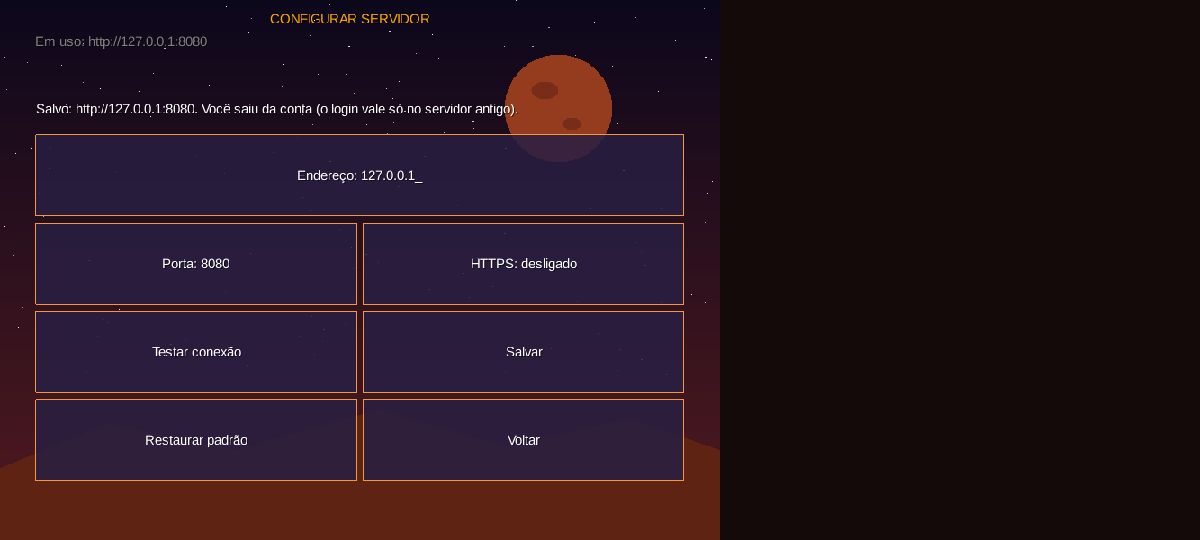 CONFIGURAR SERVIDOR
Em uso: http://127.0.0.1:8080
Salvo: http://127.0.0.1:8080. Você saiu da conta (o login vale só no servidor antigo).
Endereço: 127.0.0.1_
Porta: 8080
HTTPS: desligado
Testar conexão
Salvar
Restaurar padrão
Voltar